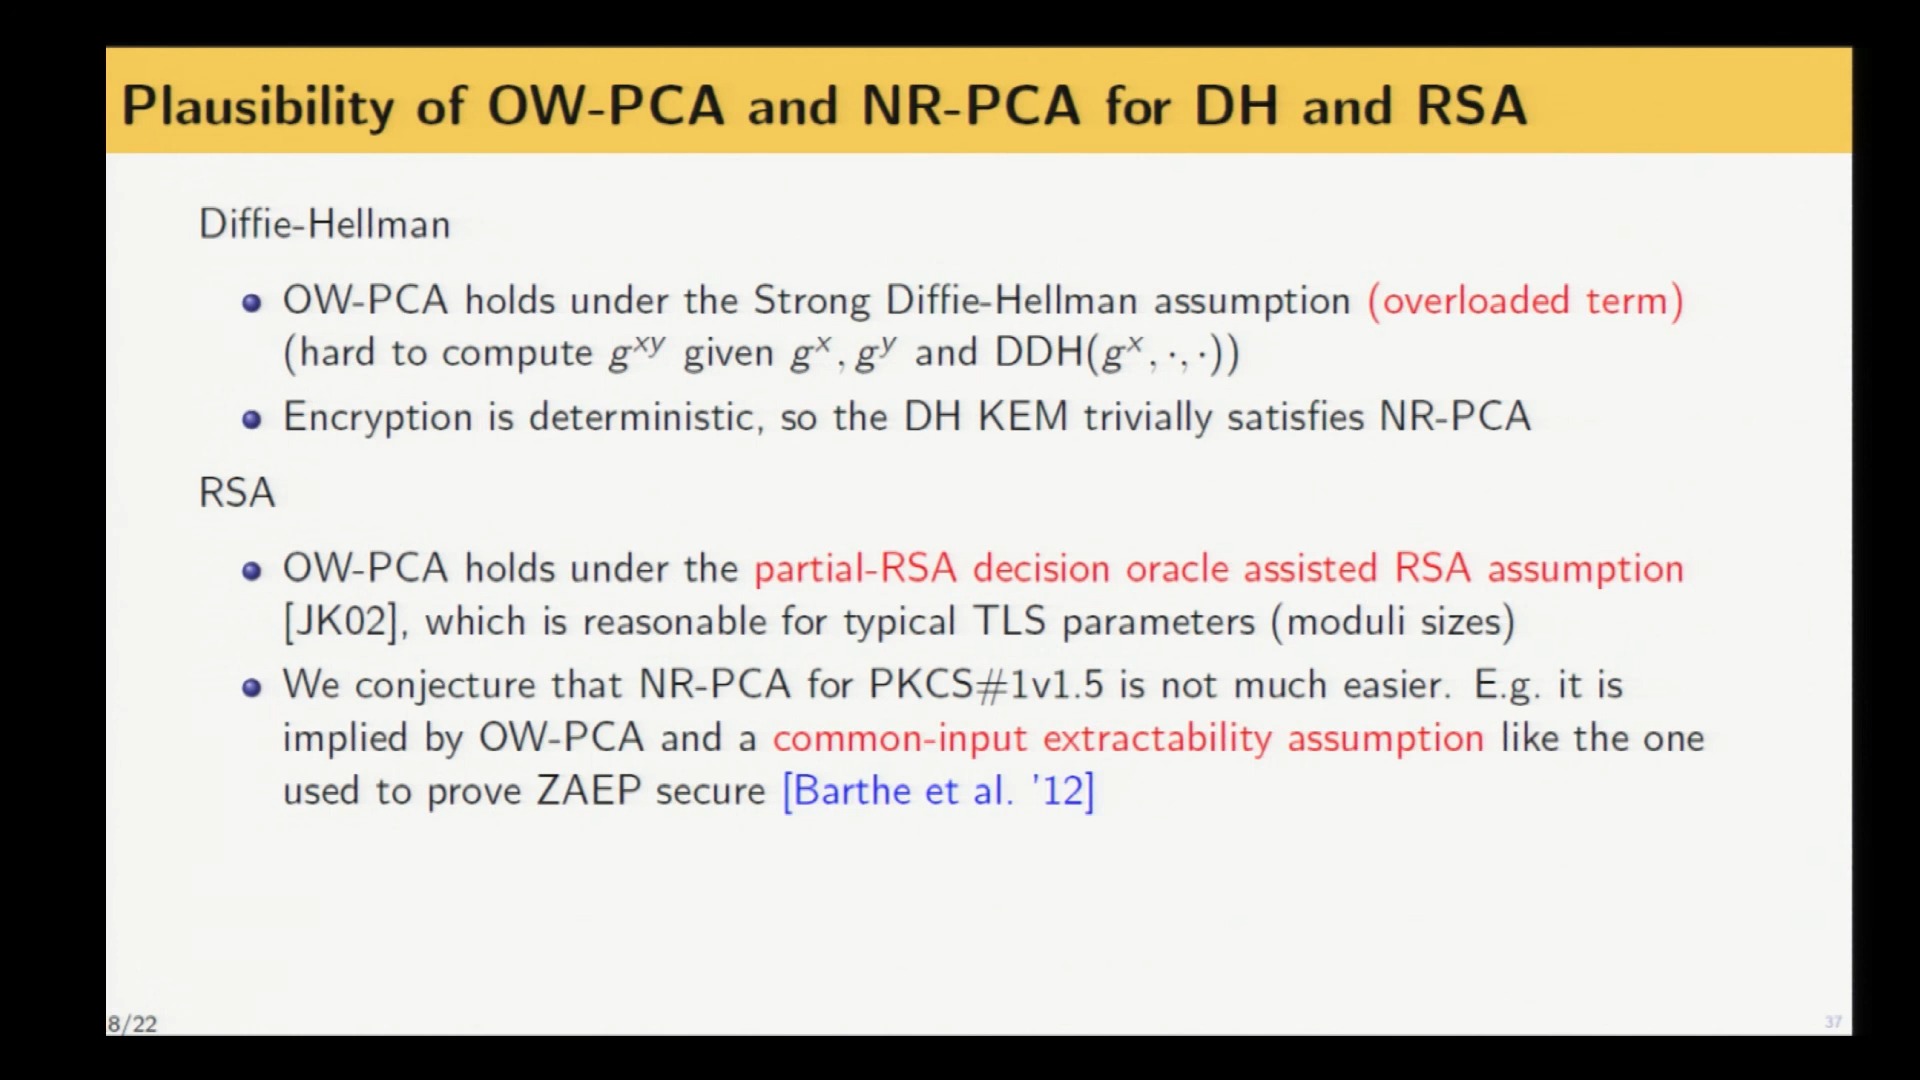 Plausibility of OW-PCA and NR-PCA for DH and RSA
Diffie-Hellman
OW-PCA holds under the Strong Diffie-Hellman assumption (overloaded term)
(hard to compute g^{xy} given g^x, g^y and DDH(g^x, ·, ·))
Encryption is deterministic, so the DH KEM trivially satisfies NR-PCA
RSA
OW-PCA holds under the partial-RSA decision oracle assisted RSA assumption
[JK02], which is reasonable for typical TLS parameters (moduli sizes)
We conjecture that NR-PCA for PKCS#1v1.5 is not much easier. E.g. it is
implied by OW-PCA and a common-input extractability assumption like the one
used to prove ZAEP secure [Barthe et al. '12]
8/22
37